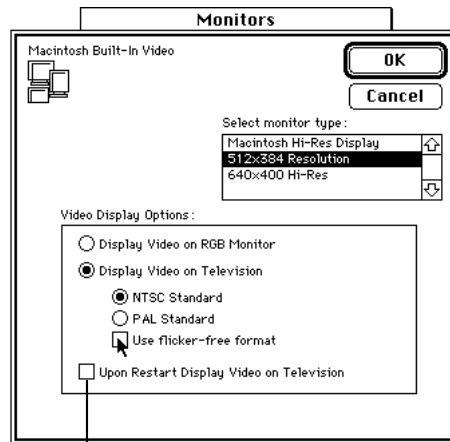 Monitors
Macintosh Built-In Video
OK
Cancel
Select monitor type:
Macintosh Hi-Res Display
512x384 Resolution
640x400 Hi-Res
Video Display Options:
Display Video on RGB Monitor
Display Video on Television
NTSC Standard
PAL Standard
Use flicker-free format
Upon Restart Display Video on Television